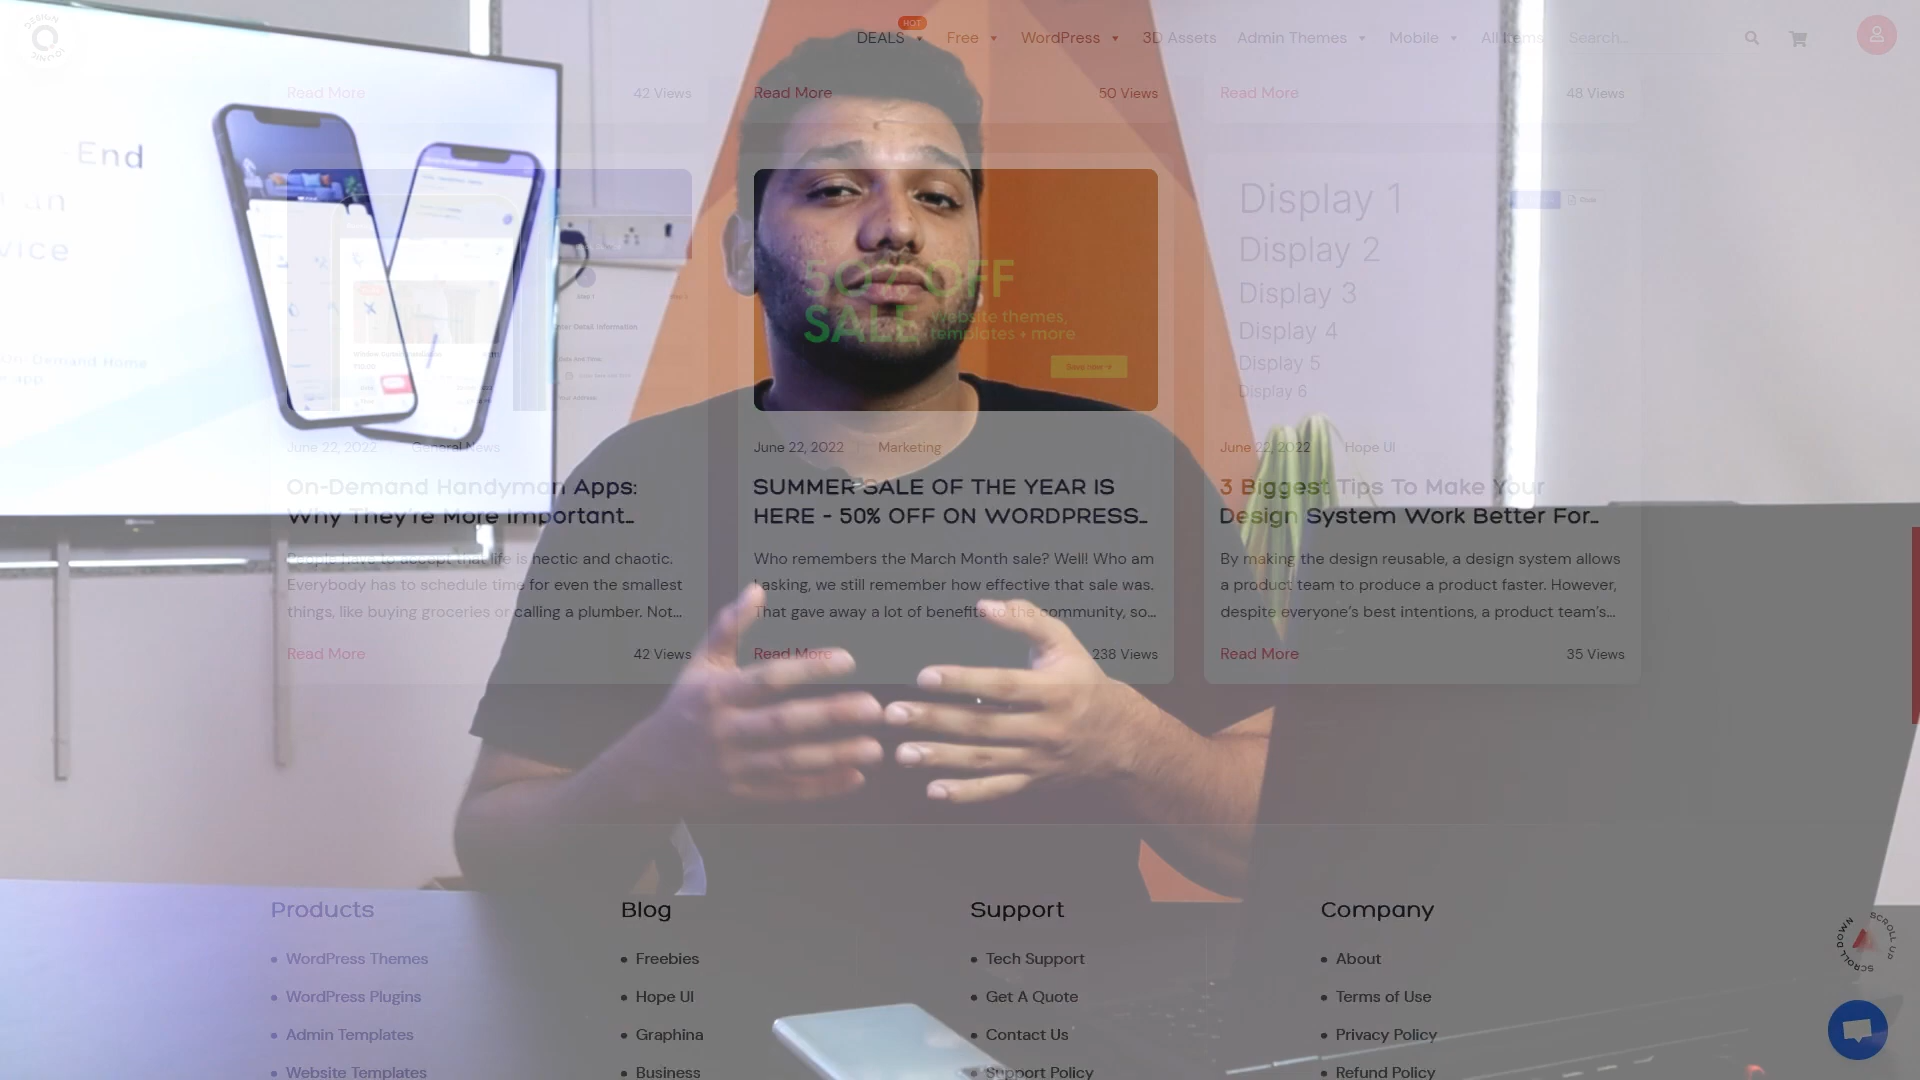 HOT
DEALS Free WordPress 3D Assets Admin Themes Mobile All Items Search...
Read More 42 Views
Read More 50 Views
Read More 48 Views
-End
an
vice
On-Demand Home
app
50% OFF
SALE Website themes,
templates + more
Save now →
Display 1
Display 2
Display 3
Display 4
Display 5
Display 6
June 22, 2022 General News
On-Demand Handyman Apps:
Why They're More Important...
People have to accept that life is hectic and chaotic.
Everybody has to schedule time for even the smallest
things, like buying groceries or calling a plumber. Not...
Read More 42 Views
June 22, 2022 Marketing
SUMMER SALE OF THE YEAR IS
HERE - 50% OFF ON WORDPRESS...
Who remembers the March Month sale? Well! Who am
I asking, we still remember how effective that sale was.
That gave away a lot of benefits to the community, so...
Read More 238 Views
June 22, 2022 Hope UI
3 Biggest Tips To Make Your
Design System Work Better For...
By making the design reusable, a design system allows
a product team to produce a product faster. However,
despite everyone's best intentions, a product team's...
Read More 35 Views
Products
WordPress Themes
WordPress Plugins
Admin Templates
Website Templates
Blog
Freebies
Hope UI
Graphina
Business
Support
Tech Support
Get A Quote
Contact Us
Support Policy
Company
About
Terms of Use
Privacy Policy
Refund Policy
SCROLL UP
SCROLL DOWN